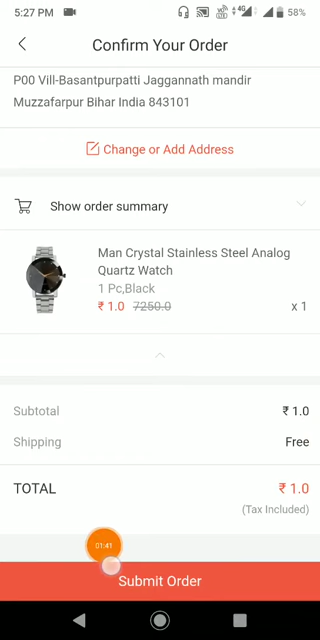 5:27 PM
4G
58%
Confirm Your Order
P00 Vill-Basantpurpatti Jaggannath mandir
Muzzafarpur Bihar India 843101
Change or Add Address
Show order summary
Man Crystal Stainless Steel Analog
Quartz Watch
1 Pc,Black
₹ 1.0 7250.0 x 1
Subtotal ₹ 1.0
Shipping Free
TOTAL ₹ 1.0
(Tax Included)
01:41
Submit Order